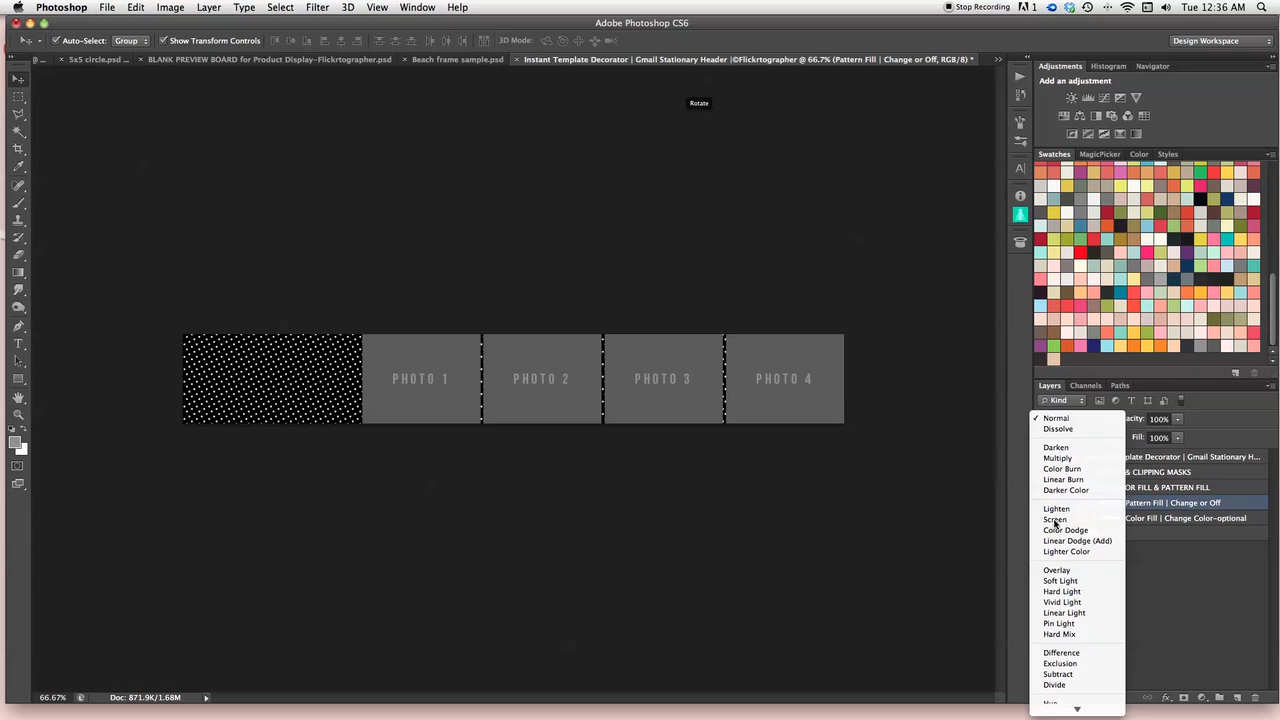 Photoshop File Edit Image Layer Type Select Filter 3D View Window Help
Stop Recording 1 Tue 12:36 AM
Adobe Photoshop CS6
Auto-Select: Group Show Transform Controls 3D Mode: Design Workspace
@ ... 5x5 circle.psd ... BLANK PREVIEW BOARD for Product Display-Flickrtographer.psd Beach frame sample.psd Instant Template Decorator | Gmail Stationary Header |©Flickrtographer @ 66.7% (Pattern Fill | Change or Off, RGB/8) *
Adjustments Histogram Navigator
Add an adjustment
Rotate
Swatches MagicPicker Color Styles
PHOTO 1 PHOTO 2 PHOTO 3 PHOTO 4
Layers Channels Paths
Kind
Normal
Dissolve
Darken
Multiply
Color Burn
Linear Burn
Darker Color
Lighten
Screen
Color Dodge
Linear Dodge (Add)
Lighter Color
Overlay
Soft Light
Hard Light
Vivid Light
Linear Light
Pin Light
Hard Mix
Difference
Exclusion
Subtract
Divide
Hue
pacity: 100%
Fill: 100%
plate Decorator | Gmail Stationary H...
& CLIPPING MASKS
OR FILL & PATTERN FILL
Pattern Fill | Change or Off
Color Fill | Change Color-optional
66.67% Doc: 871.9K/1.68M